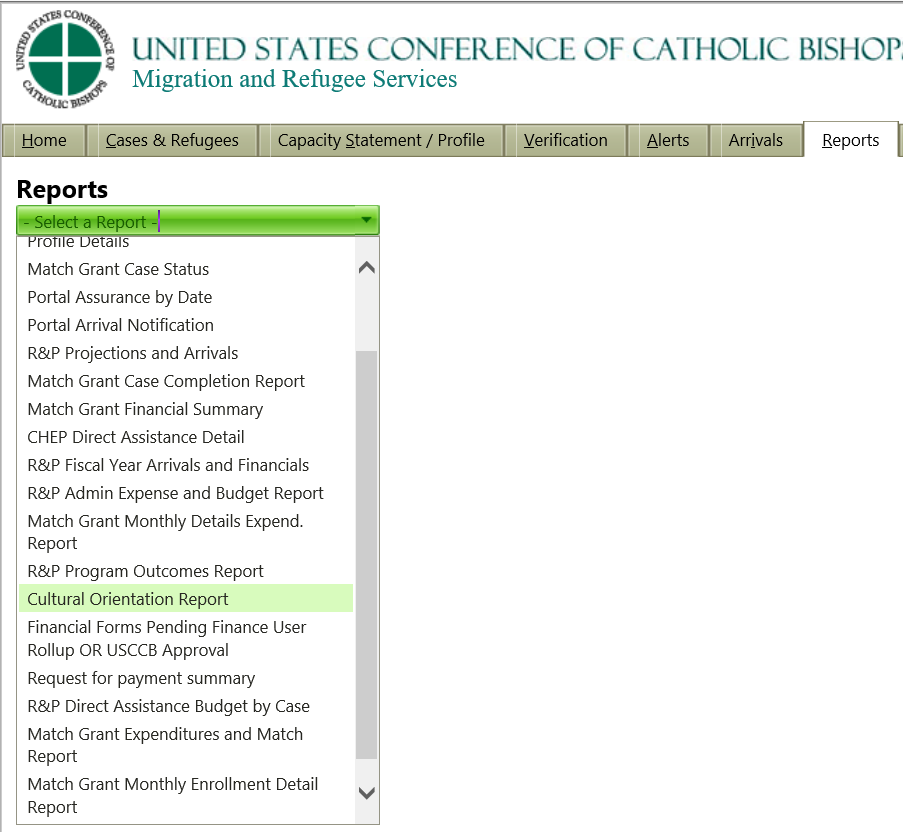 UNITED STATES CONFERENCE OF
CATHOLIC BISHOPS
UNITED STATES CONFERENCE OF CATHOLIC BISHOPS
Migration and Refugee Services
Home Cases & Refugees Capacity Statement / Profile Verification Alerts Arrivals Reports
Reports
- Select a Report -
Profile Details
Match Grant Case Status
Portal Assurance by Date
Portal Arrival Notification
R&P Projections and Arrivals
Match Grant Case Completion Report
Match Grant Financial Summary
CHEP Direct Assistance Detail
R&P Fiscal Year Arrivals and Financials
R&P Admin Expense and Budget Report
Match Grant Monthly Details Expend.
Report
R&P Program Outcomes Report
Cultural Orientation Report
Financial Forms Pending Finance User
Rollup OR USCCB Approval
Request for payment summary
R&P Direct Assistance Budget by Case
Match Grant Expenditures and Match
Report
Match Grant Monthly Enrollment Detail
Report